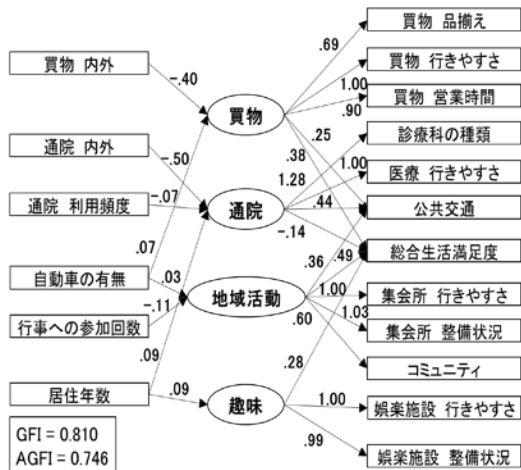 買物 内外
通院 内外
通院 利用頻度
自動車の有無
行事への参加回数
居住年数
GFI = 0.810
AGFI = 0.746
-.40
-.50
-.07
.07
.03
-.11
.09
.09
買物
通院
地域活動
趣味
.69
1.00
.90
.25
.38
1.28
1.00
.44
-.14
.36
.49
1.00
1.03
.60
.28
1.00
.99
買物 品揃え
買物 行きやすさ
買物 営業時間
診療科の種類
医療 行きやすさ
公共交通
総合生活満足度
集会所 行きやすさ
集会所 整備状況
コミュニティ
娯楽施設 行きやすさ
娯楽施設 整備状況